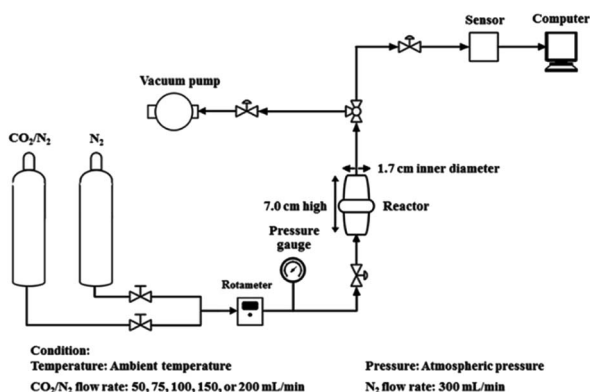 Sensor
Computer
Vacuum pump
CO₂/N₂
N₂
1.7 cm inner diameter
7.0 cm high
Reactor
Pressure
gauge
Rotameter
Condition:
Temperature: Ambient temperature
Pressure: Atmospheric pressure
CO₂/N₂ flow rate: 50, 75, 100, 150, or 200 mL/min
N₂ flow rate: 300 mL/min